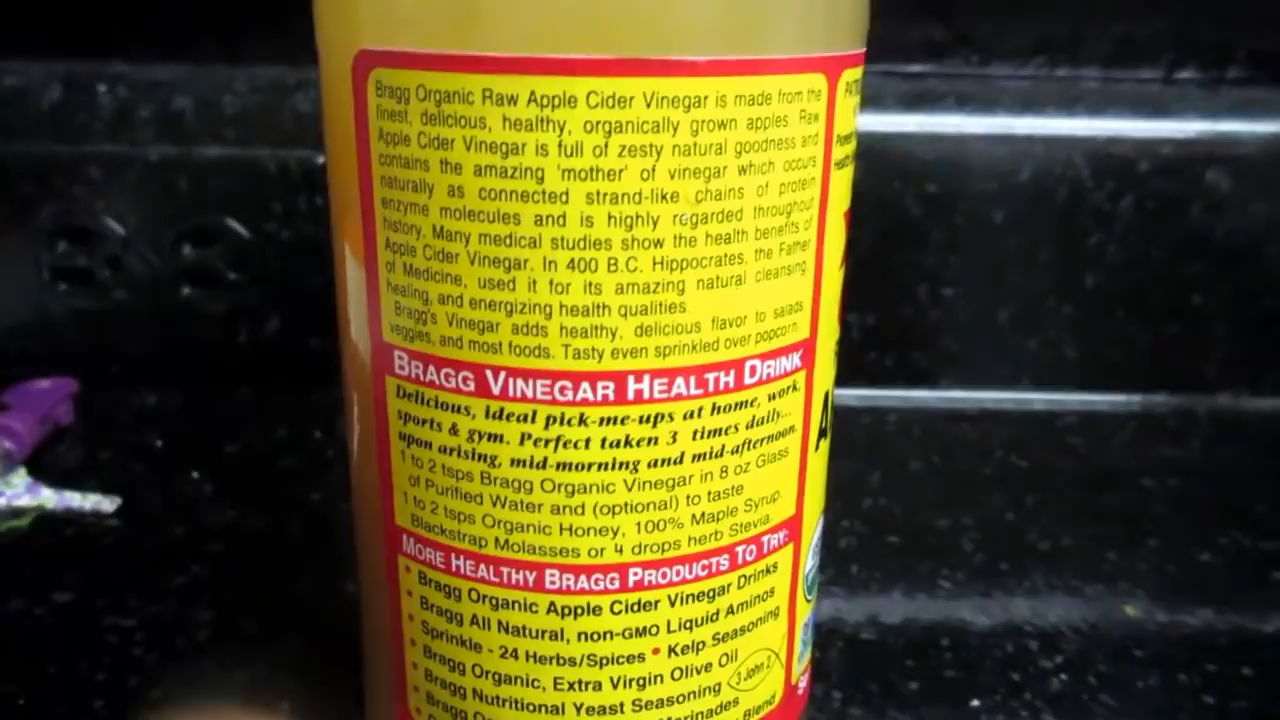 Bragg Organic Raw Apple Cider Vinegar is made from the
finest, delicious, healthy, organically grown apples. Raw
Apple Cider Vinegar is full of zesty natural goodness and
contains the amazing 'mother' of vinegar which occurs
naturally as connected strand-like chains of protein
enzyme molecules and is highly regarded throughout
history. Many medical studies show the health benefits of
Apple Cider Vinegar. In 400 B.C. Hippocrates, the Father
of Medicine, used it for its amazing natural cleansing,
healing, and energizing health qualities.
Bragg's Vinegar adds healthy, delicious flavor to salads
veggies, and most foods. Tasty even sprinkled over popcorn.
BRAGG VINEGAR HEALTH DRINK
Delicious, ideal pick-me-ups at home, work,
sports & gym. Perfect taken 3 times daily...
upon arising, mid-morning and mid-afternoon.
1 to 2 tsps Bragg Organic Vinegar in 8 oz Glass
of Purified Water and (optional) to taste
1 to 2 tsps Organic Honey, 100% Maple Syrup,
Blackstrap Molasses or 4 drops herb Stevia.
MORE HEALTHY BRAGG PRODUCTS TO TRY:
• Bragg Organic Apple Cider Vinegar Drinks
• Bragg All Natural, non-GMO Liquid Aminos
• Sprinkle - 24 Herbs/Spices • Kelp Seasoning
• Bragg Organic, Extra Virgin Olive Oil
• Bragg Nutritional Yeast Seasoning
3 John 2
• Bragg Marinades
Blend